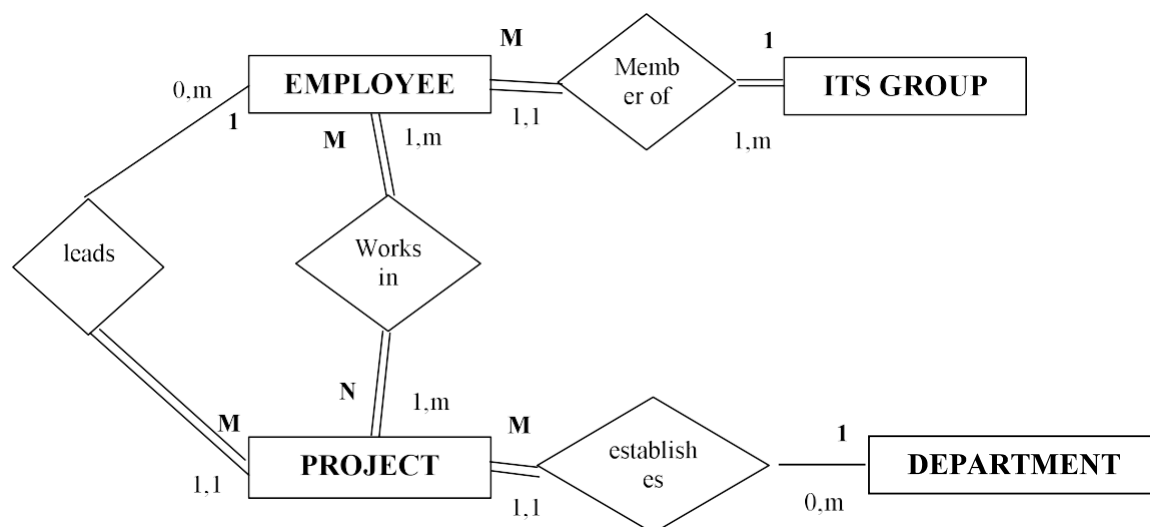 M
1
EMPLOYEE
Memb
er of
ITS GROUP
0,m
1
M
1,m
1,1
1,m
leads
Works
in
N
1,m
M
M
1
PROJECT
establish
es
DEPARTMENT
1,1
1,1
0,m